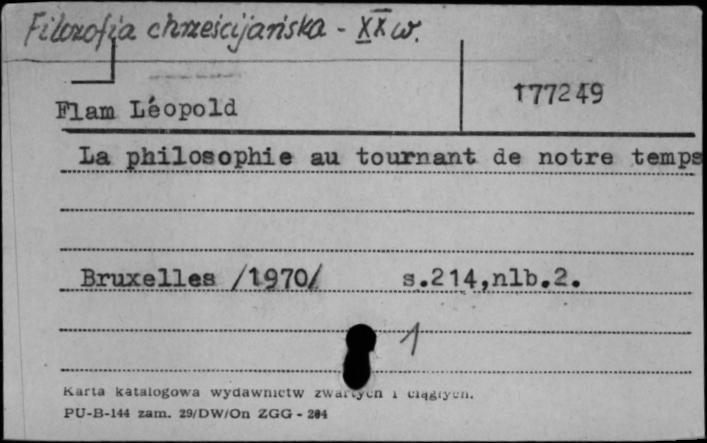 Filozofia chrześcijańska - XX w.
177249
Flam Léopold
La philosophie au tournant de notre temps
Bruxelles /1970/ s.214,nlb.2.
1
Karta katalogowa wydawnictw zwartych i ciągłych.
PU-B-144 zam. 29/DW/On ZGG - 284